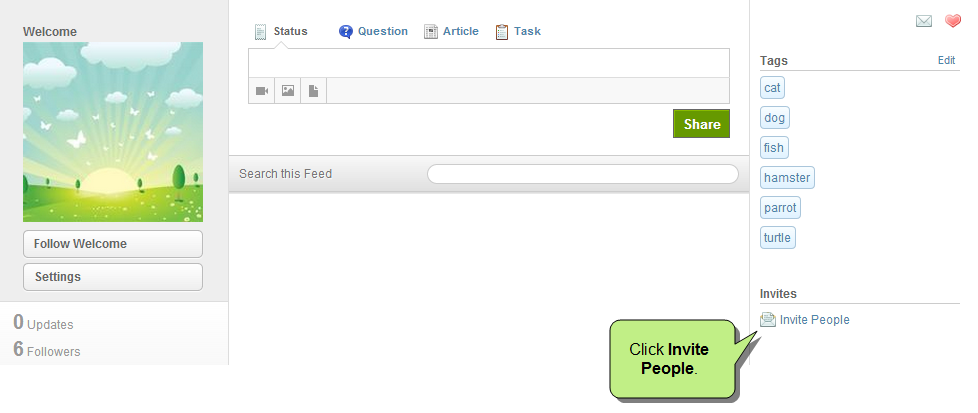 Welcome
Follow Welcome
Settings
0 Updates
6 Followers
Status Question Article Task
Share
Search this Feed
Tags Edit
cat
dog
fish
hamster
parrot
turtle
Invites
Invite People
Click Invite
People.